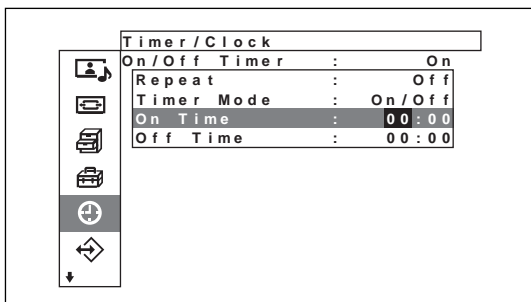 Timer/Clock
On/Off Timer : On
Repeat : Off
Timer Mode : On/Off
On Time : 00:00
Off Time : 00:00